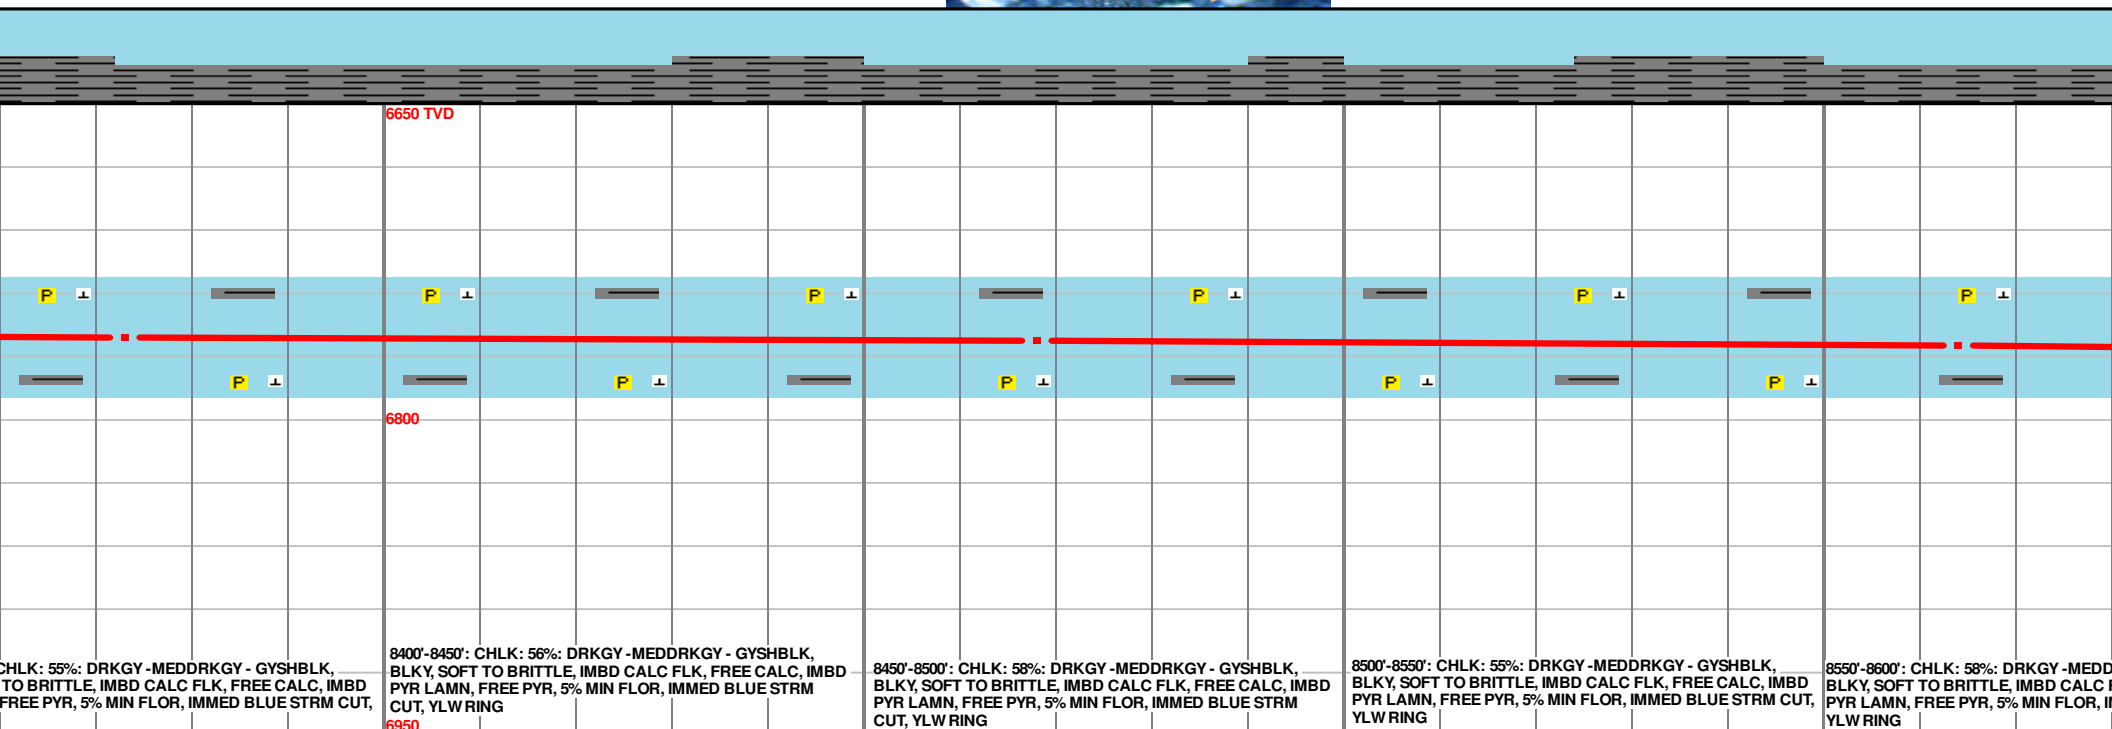 6650 TVD
P P P P P P
P P P P P
6800
CHLK: 55%: DRKGY -MEDDRKGY - GYSHBLK,
TO BRITTLE, IMBD CALC FLK, FREE CALC, IMBD
FREE PYR, 5% MIN FLOR, IMMED BLUE STRM CUT,
8400'-8450': CHLK: 56%: DRKGY -MEDDRKGY - GYSHBLK,
BLKY, SOFT TO BRITTLE, IMBD CALC FLK, FREE CALC, IMBD
PYR LAMN, FREE PYR, 5% MIN FLOR, IMMED BLUE STRM
CUT, YLW RING
6950
8450'-8500': CHLK: 58%: DRKGY -MEDDRKGY - GYSHBLK,
BLKY, SOFT TO BRITTLE, IMBD CALC FLK, FREE CALC, IMBD
PYR LAMN, FREE PYR, 5% MIN FLOR, IMMED BLUE STRM
CUT, YLW RING
8500'-8550': CHLK: 55%: DRKGY -MEDDRKGY - GYSHBLK,
BLKY, SOFT TO BRITTLE, IMBD CALC FLK, FREE CALC, IMBD
PYR LAMN, FREE PYR, 5% MIN FLOR, IMMED BLUE STRM CUT,
YLW RING
8550'-8600': CHLK: 58%: DRKGY -MEDD
BLKY, SOFT TO BRITTLE, IMBD CALC
PYR LAMN, FREE PYR, 5% MIN FLOR,
YLW RING